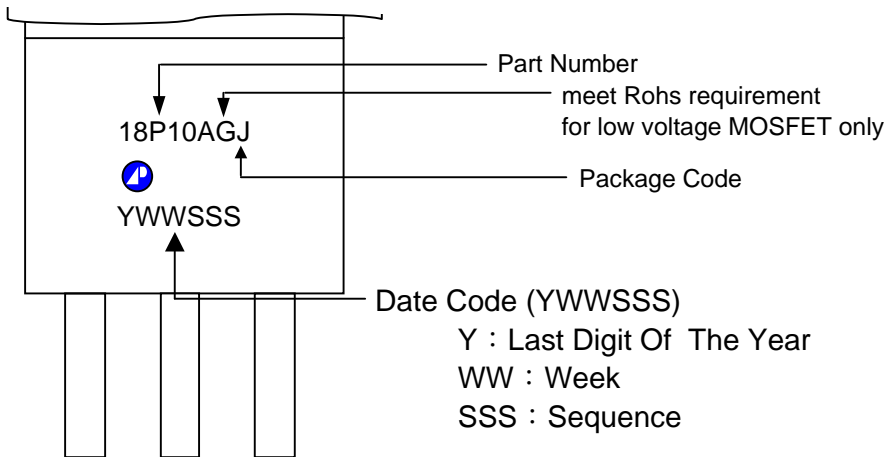 Part Number
meet Rohs requirement
for low voltage MOSFET only
18P10AGJ
Package Code
YWWSSS
Date Code (YWWSSS)
Y：Last Digit Of The Year
WW：Week
SSS：Sequence